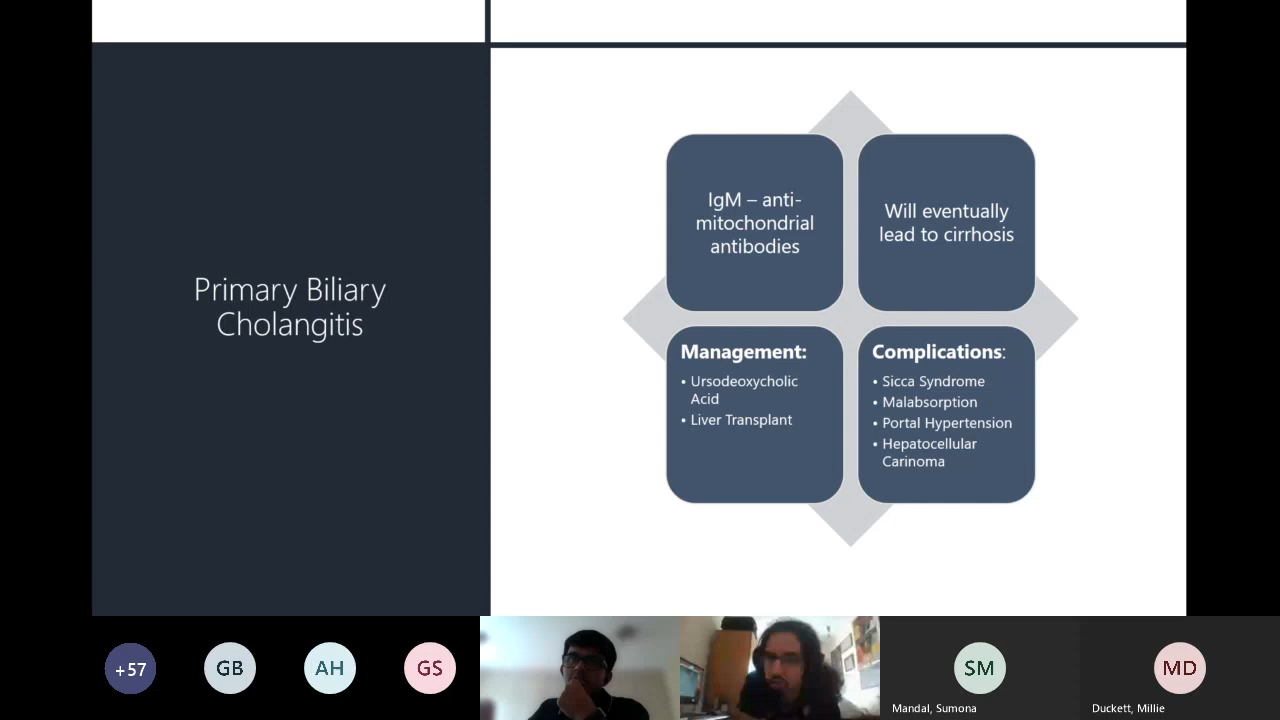 Primary Biliary
Cholangitis
IgM – anti-
mitochondrial
antibodies
Will eventually
lead to cirrhosis
Management:
• Ursodeoxycholic
Acid
• Liver Transplant
Complications:
• Sicca Syndrome
• Malabsorption
• Portal Hypertension
• Hepatocellular
Carinoma
+57
GB
AH
GS
SM
Mandal, Sumona
MD
Duckett, Millie